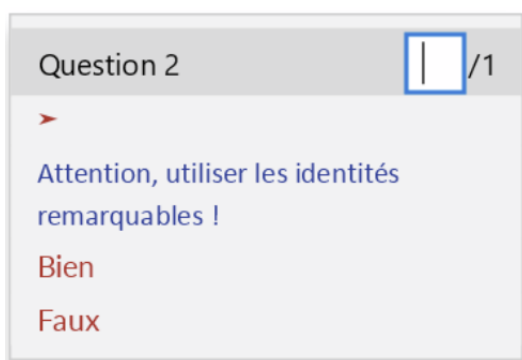 Question 2 /1
➤
Attention, utiliser les identités
remarquables !
Bien
Faux